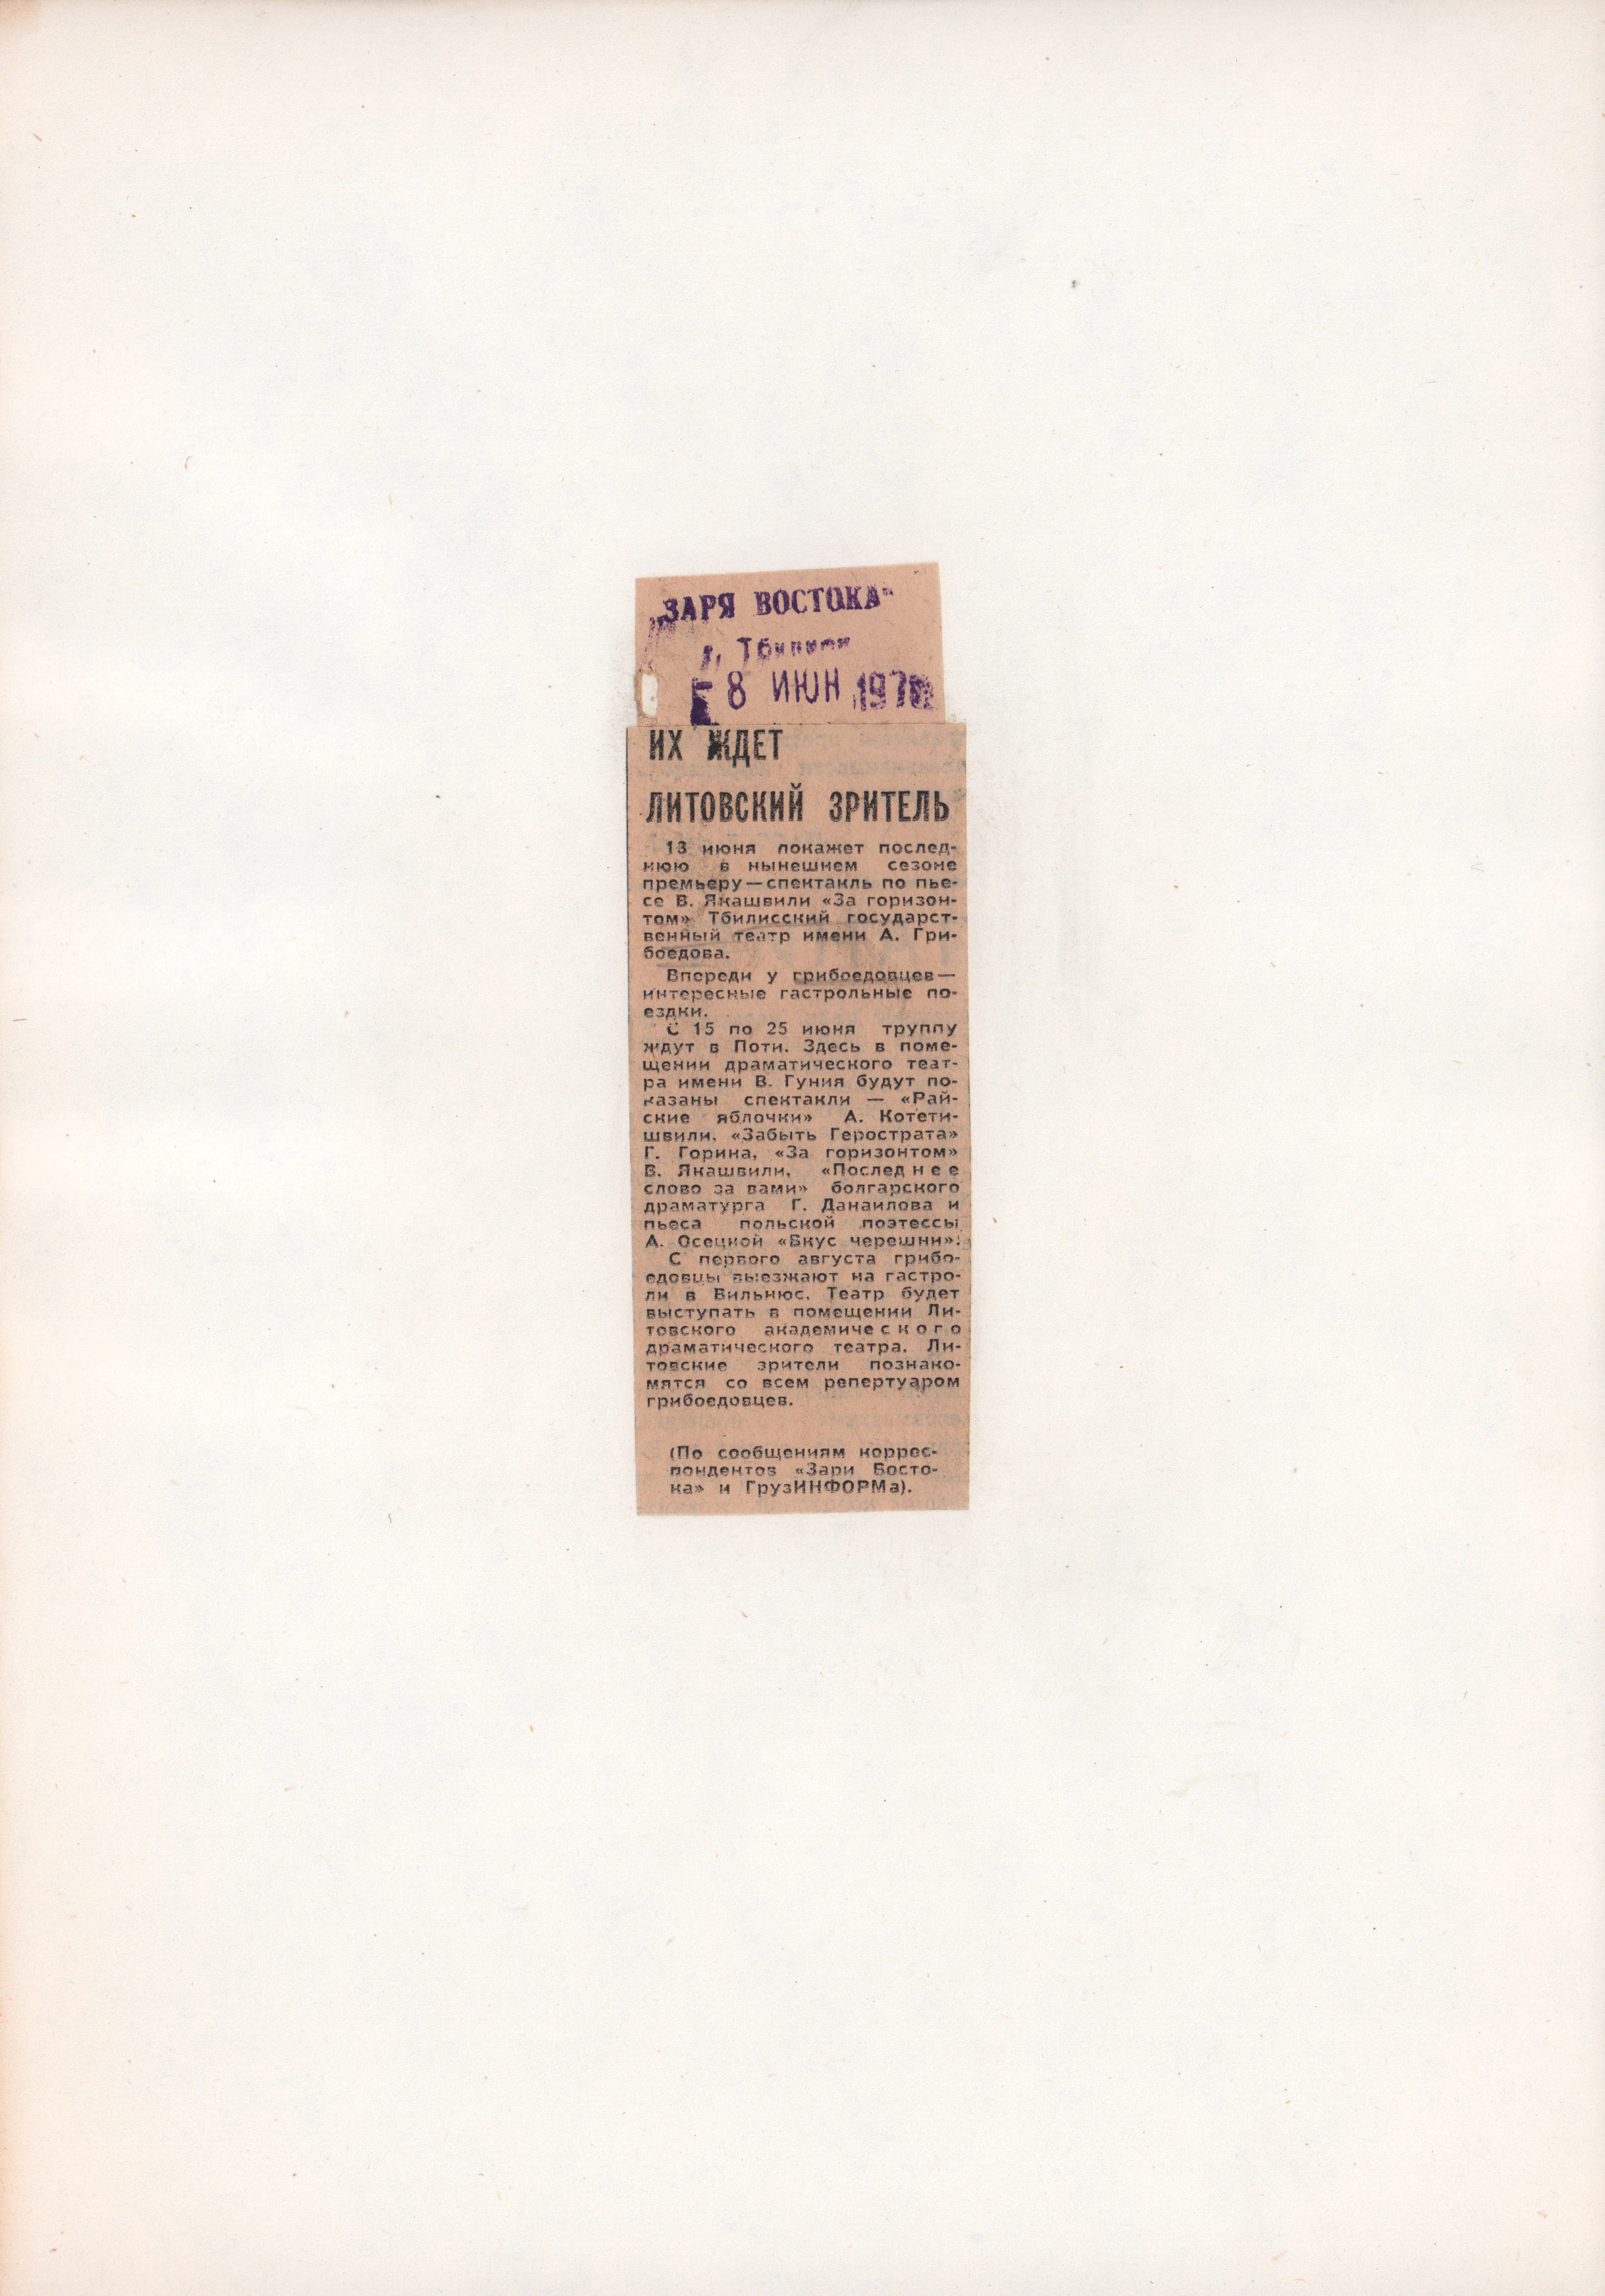 „ЗАРЯ ВОСТОКА"
г. Тбилиси
8 ИЮН
ИХ ЖДЕТ
ЛИТОВСКИЙ ЗРИТЕЛЬ
13 июня покажет послед-
нюю в нынешнем сезоне
премьеру—спектакль по пье-
се В. Якашвили «За горизон-
том» Тбилисский государст-
венный театр имени А. Гри-
боедова.
Впереди у грибоедовцев—
интересные гастрольные по-
ездки.
С 15 по 25 июня труппу
ждут в Поти. Здесь в поме-
щении драматического теат-
ра имени В. Гуния будут по-
казаны спектакли — «Рай-
ские яблочки» А. Котети-
швили, «Забыть Герострата»
Г. Горина, «За горизонтом»
В. Якашвили, «Последнее
слово за вами» болгарского
драматурга Г. Данаилова и
пьеса польской поэтессы
А. Осецкой «Вкус черешни».
С первого августа грибо-
едовцы выезжают на гастро-
ли в Вильнюс. Театр будет
выступать в помещении Ли-
товского академического
драматического театра. Ли-
товские зрители познако-
мятся со всем репертуаром
грибоедовцев.
(По сообщениям коррес-
пондентов «Зари Восто-
ка» и ГрузИНФОРМа).